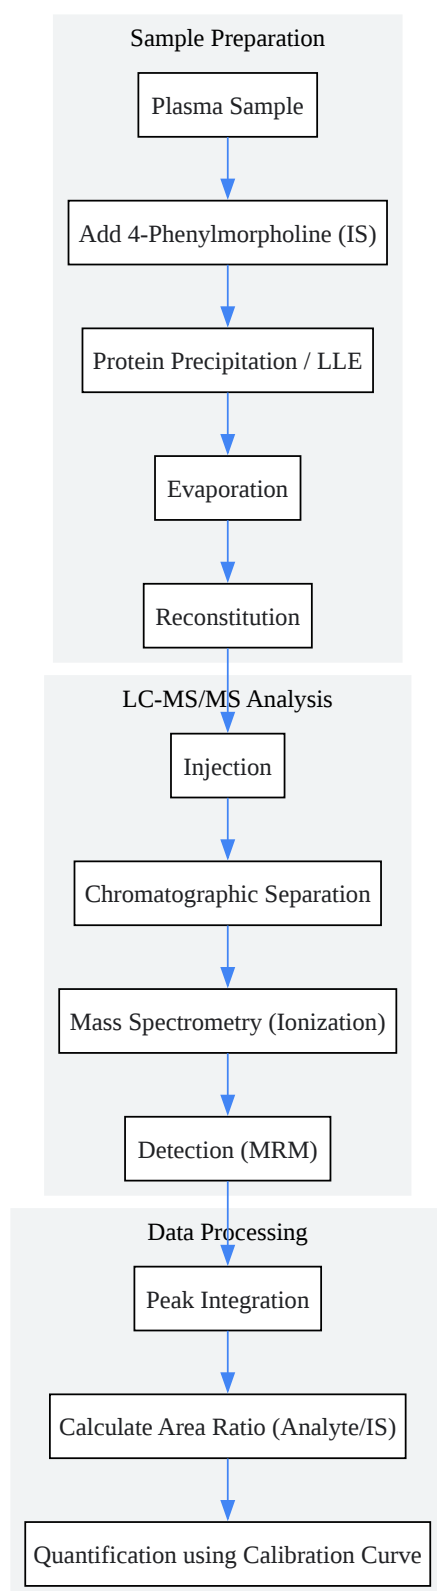 Sample Preparation
Plasma Sample
Add 4-Phenylmorpholine (IS)
Protein Precipitation / LLE
Evaporation
Reconstitution
LC-MS/MS Analysis
Injection
Chromatographic Separation
Mass Spectrometry (Ionization)
Detection (MRM)
Data Processing
Peak Integration
Calculate Area Ratio (Analyte/IS)
Quantification using Calibration Curve